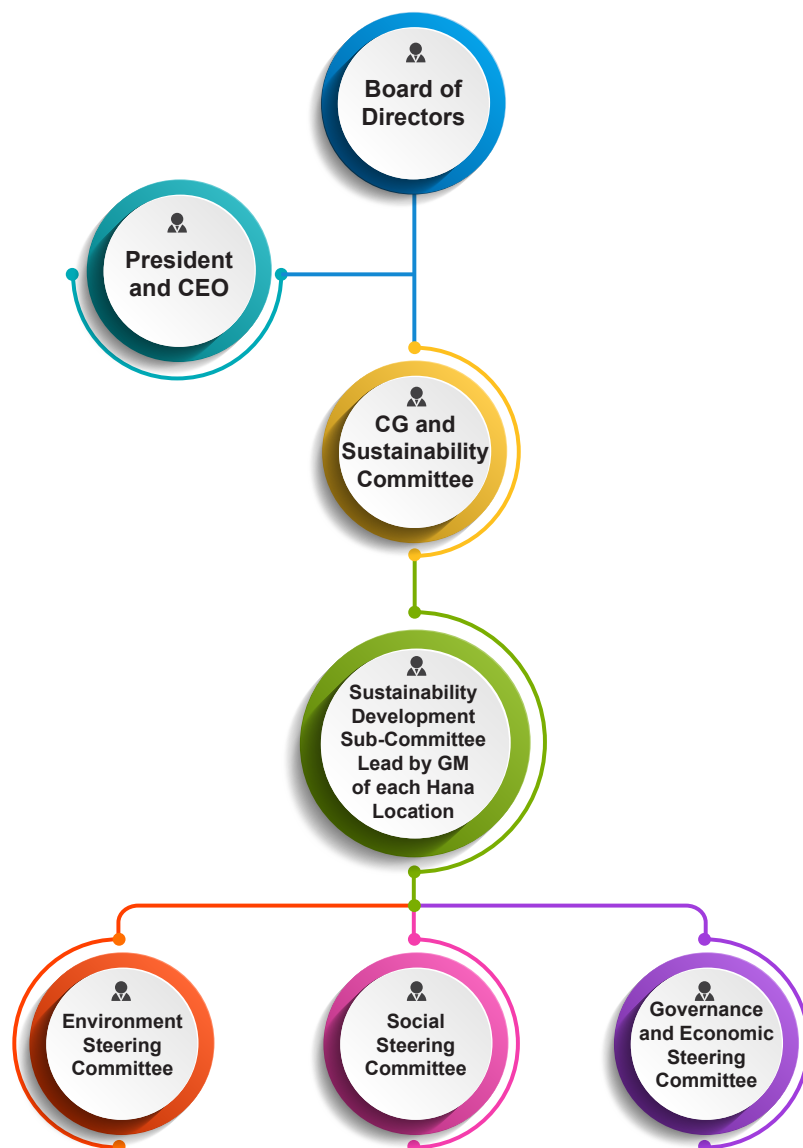 Board of
Directors
President
and CEO
CG and
Sustainability
Committee
Sustainability
Development
Sub-Committee
Lead by GM
of each Hana
Location
Environment
Steering
Committee
Social
Steering
Committee
Governance
and Economic
Steering
Committee